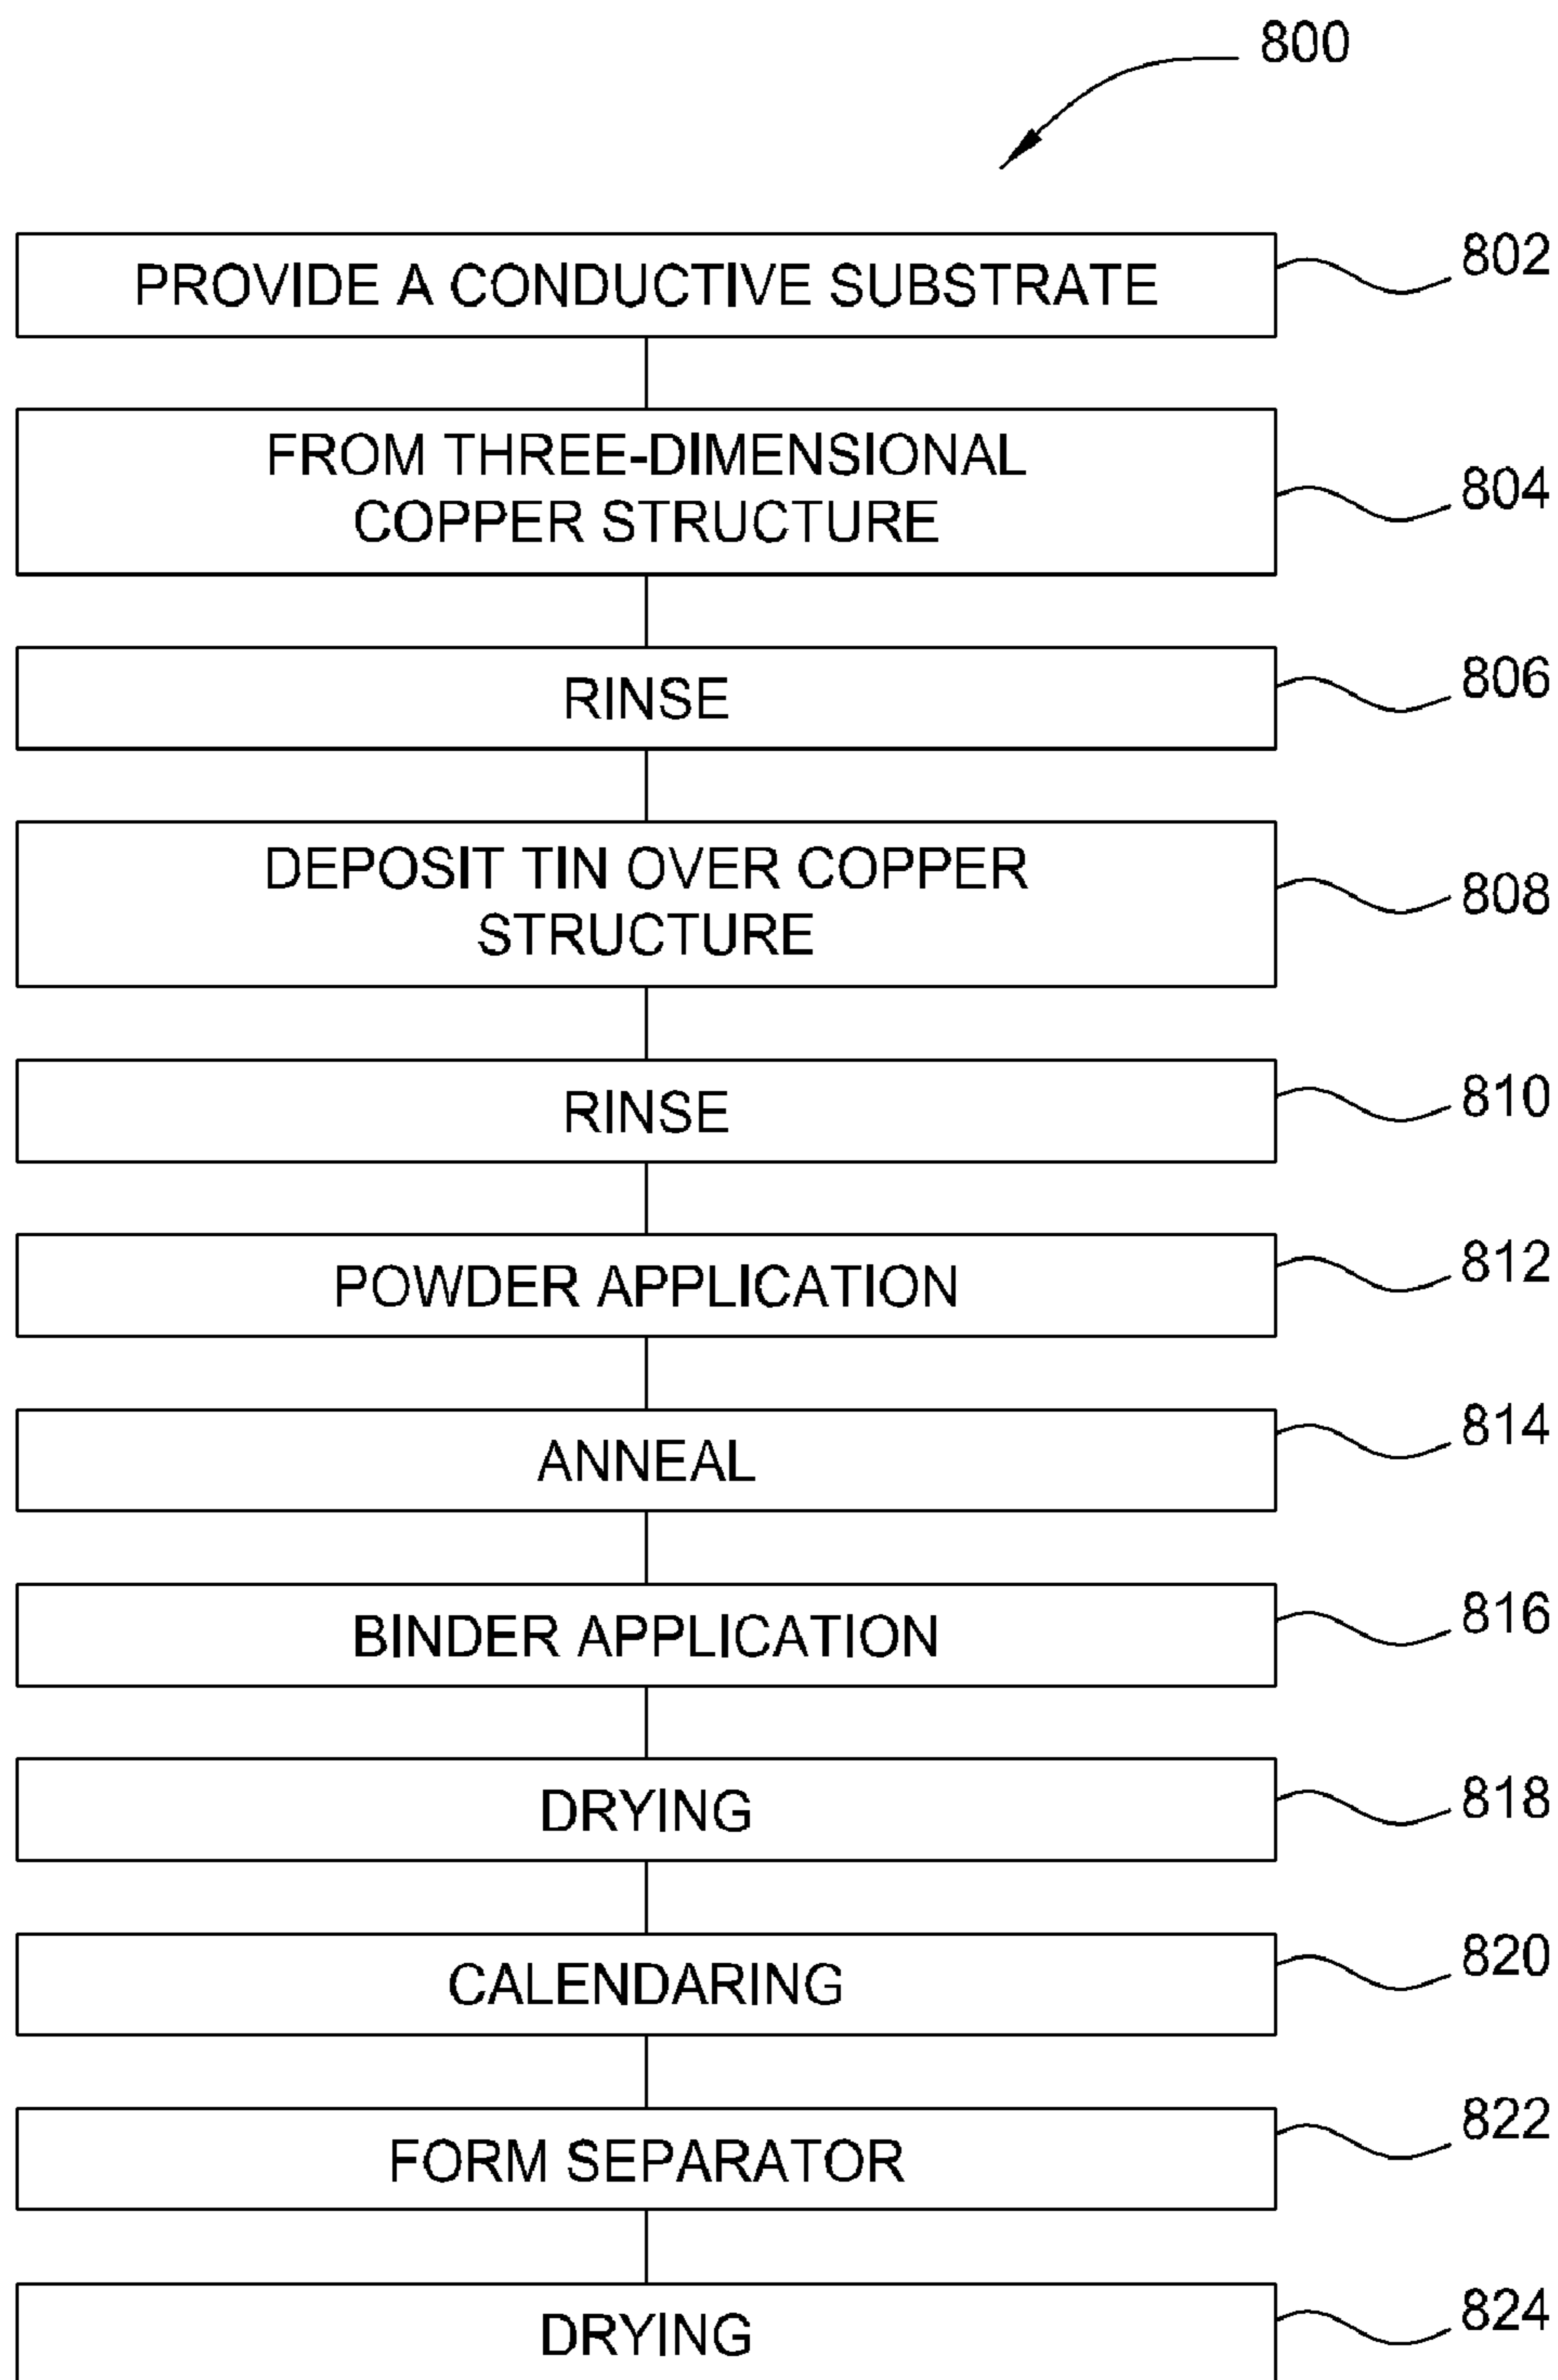 800
PROVIDE A CONDUCTIVE SUBSTRATE
802
FROM THREE-DIMENSIONAL
COPPER STRUCTURE
804
RINSE
806
DEPOSIT TIN OVER COPPER
STRUCTURE
808
RINSE
810
POWDER APPLICATION
812
ANNEAL
814
BINDER APPLICATION
816
DRYING
818
CALENDARING
820
FORM SEPARATOR
822
DRYING
824